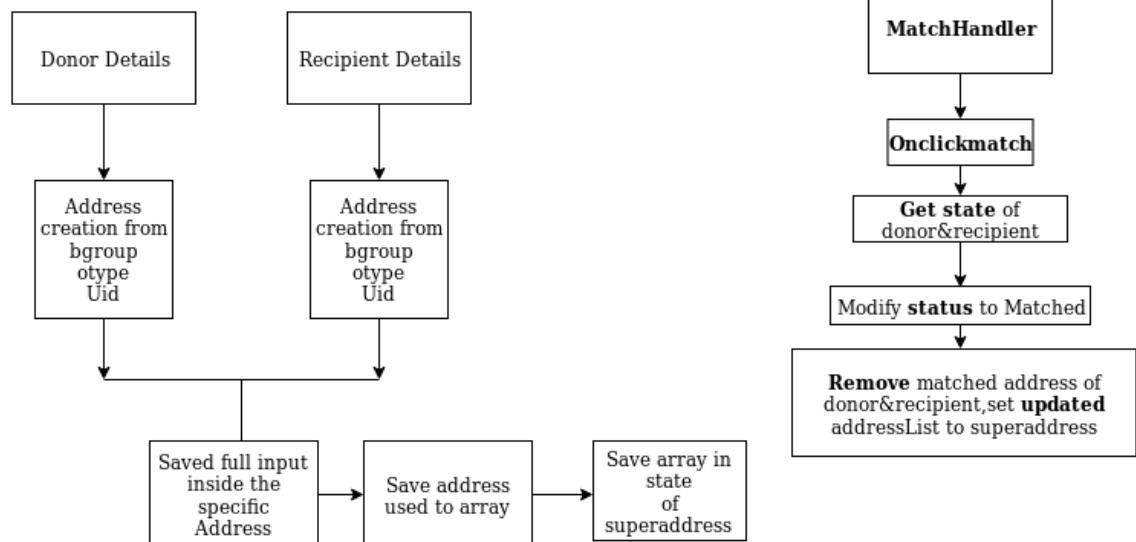 Donor Details
Recipient Details
Address
creation from
bgroup
otype
Uid
Address
creation from
bgroup
otype
Uid
Saved full input
inside the
specific
Address
Save address
used to array
Save array in
state
of
superaddress
MatchHandler
Onclickmatch
Get state of
donor&recipient
Modify status to Matched
Remove matched address of
donor&recipient,set updated
addressList to superaddress